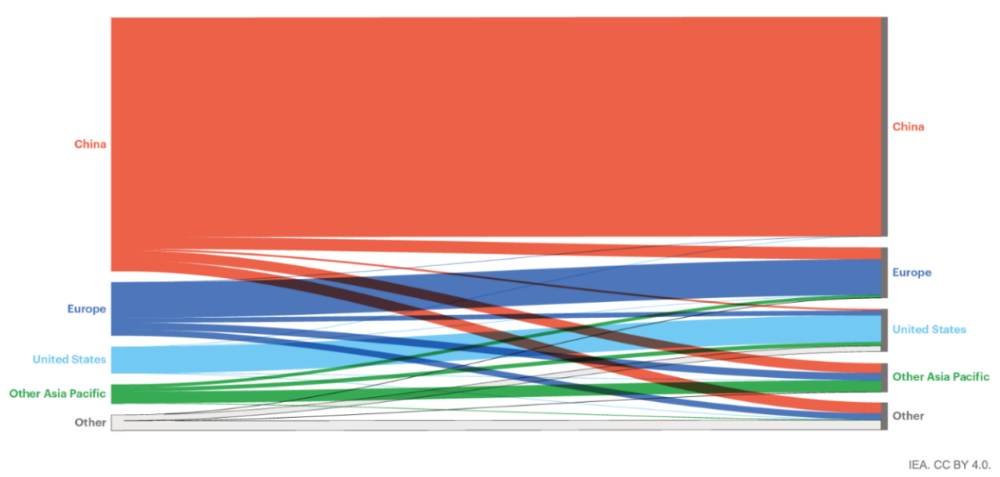 China
Europe
United States
Other Asia Pacific
Other
China
Europe
United States
Other Asia Pacific
Other
IEA. CC BY 4.0.